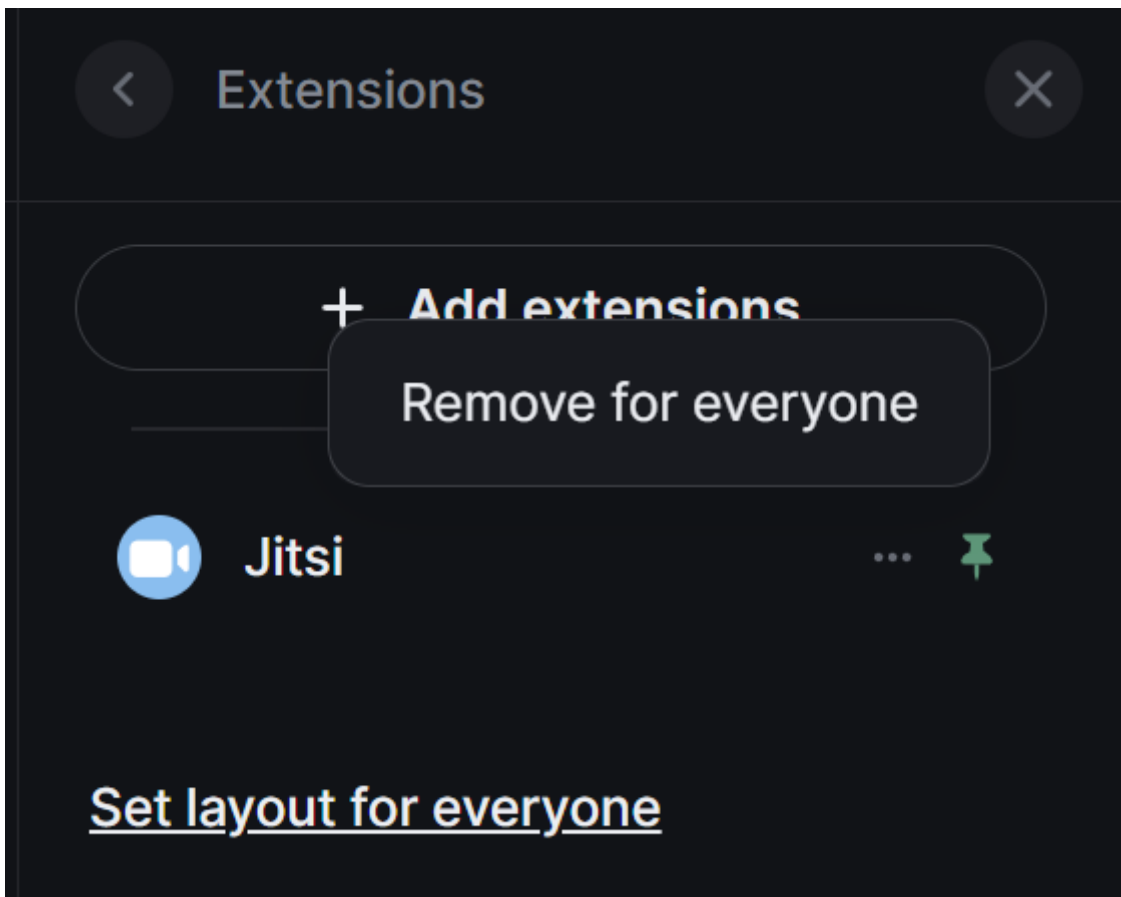 Extensions
Add extensions
Remove for everyone
Jitsi
Set layout for everyone